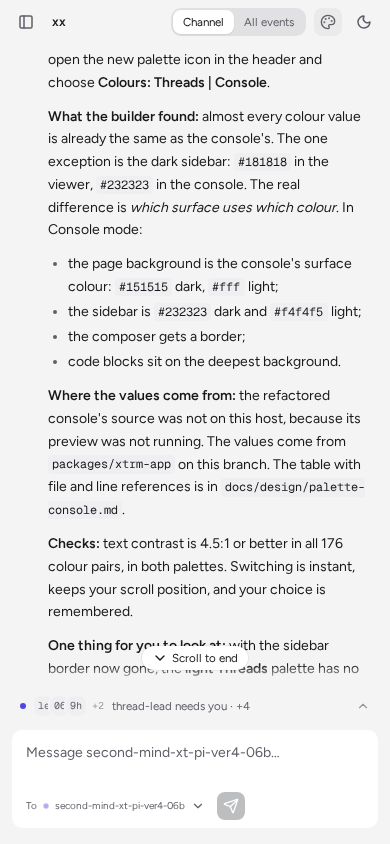 xx
Channel
All events
open the new palette icon in the header and
choose Colours: Threads | Console.
What the builder found: almost every colour value
is already the same as the console's. The one
exception is the dark sidebar: #181818 in the
viewer, #232323 in the console. The real
difference is which surface uses which colour. In
Console mode:
• the page background is the console's surface
colour: #151515 dark, #fff light;
• the sidebar is #232323 dark and #f4f4f5 light;
• the composer gets a border;
• code blocks sit on the deepest background.
Where the values come from: the refactored
console's source was not on this host, because its
preview was not running. The values come from
packages/xtrm-app on this branch. The table with
file and line references is in docs/design/palette-
console.md.
Checks: text contrast is 4.5:1 or better in all 176
colour pairs, in both palettes. Switching is instant,
keeps your scroll position, and your choice is
remembered.
One thing for you to look at: with the sidebar
border now gone, the light Threads palette has no
Scroll to end
9h +2 thread-lead needs you · +4
Message second-mind-xt-pi-ver4-06b…
To second-mind-xt-pi-ver4-06b